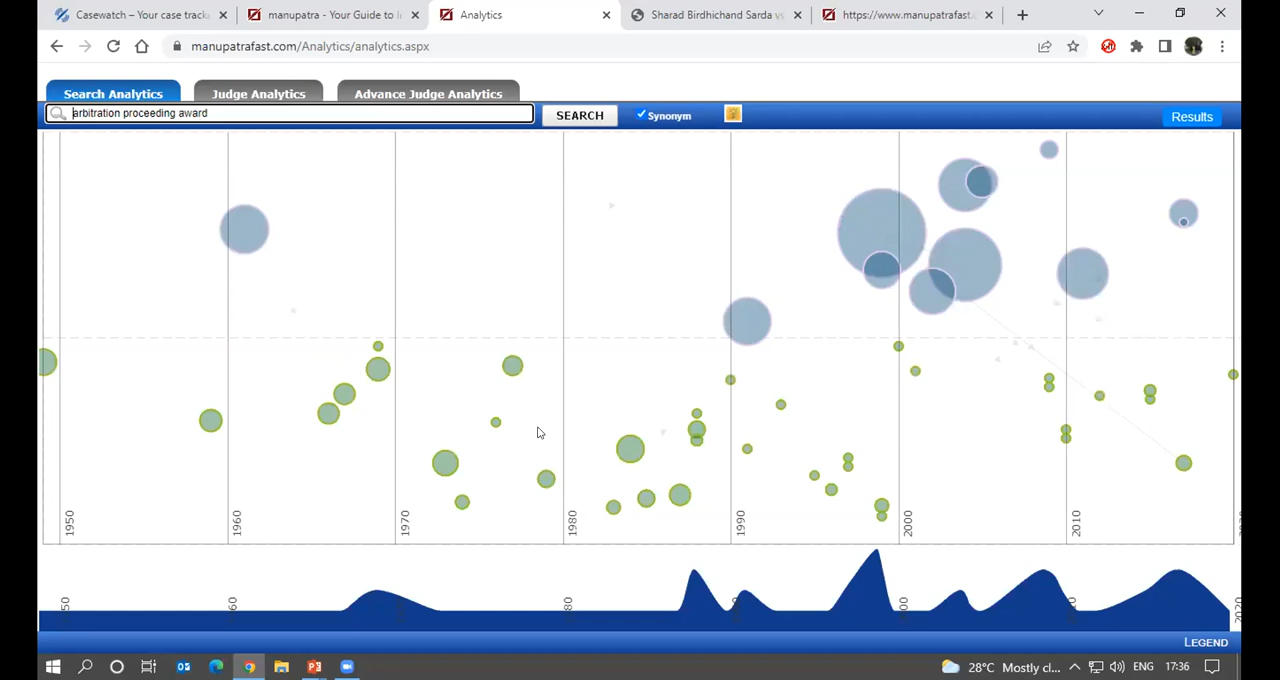 Casewatch – Your case track
manupatra - Your Guide to I
Analytics
Sharad Birdhichand Sarda vs
https://www.manupatrafast.
manupatrafast.com/Analytics/analytics.aspx
Search Analytics
Judge Analytics
Advance Judge Analytics
arbitration proceeding award
SEARCH
Synonym
Results
1950
1960
1970
1980
1990
2000
2010
50
60
80
2020
LEGEND
28°C Mostly cl...
ENG
17:36